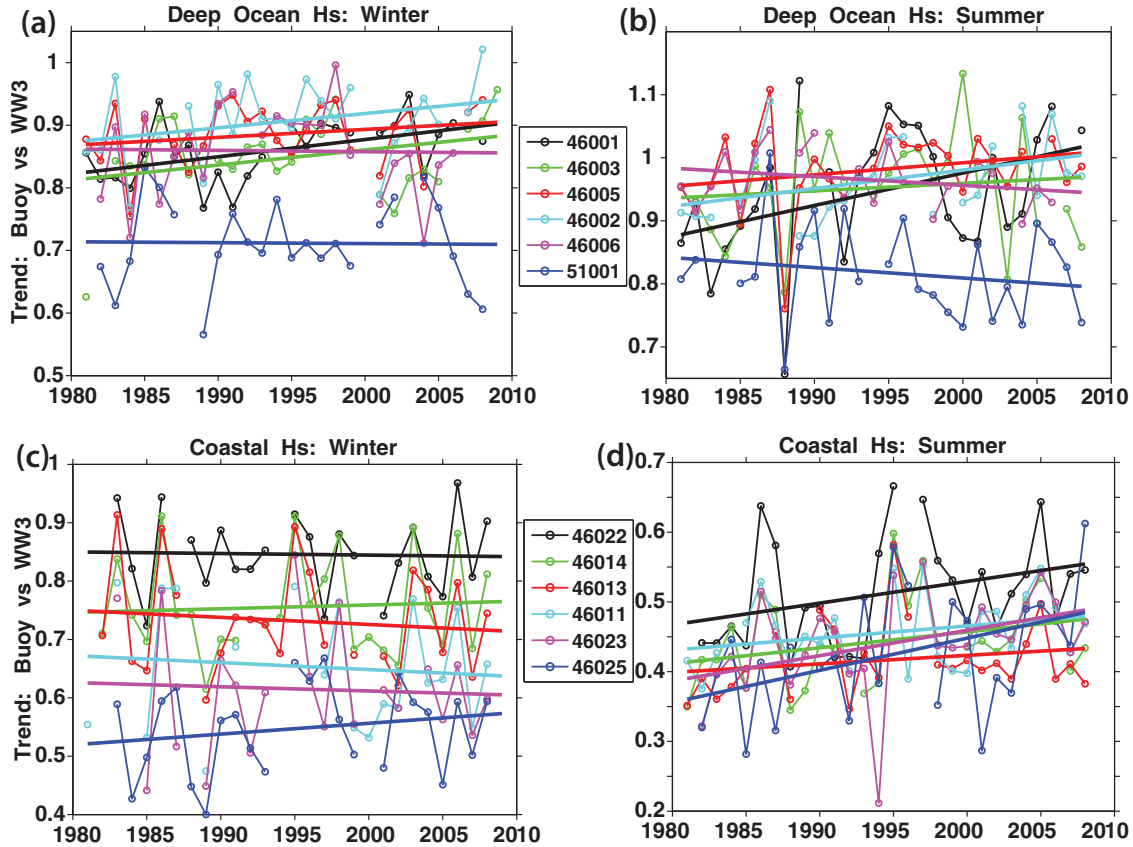 (a)
Deep Ocean Hs: Winter
Trend: Buoy vs WW3
1
0.9
0.8
0.7
0.6
0.5
1980 1985 1990 1995 2000 2005 2010
46001
46003
46005
46002
46006
51001
(b)
Deep Ocean Hs: Summer
1.1
1
0.9
0.8
0.7
1980 1985 1990 1995 2000 2005 2010
(c)
Coastal Hs: Winter
Trend: Buoy vs WW3
1
0.9
0.8
0.7
0.6
0.5
0.4
1980 1985 1990 1995 2000 2005 2010
46022
46014
46013
46011
46023
46025
(d)
Coastal Hs: Summer
0.7
0.6
0.5
0.4
0.3
0.2
1980 1985 1990 1995 2000 2005 2010